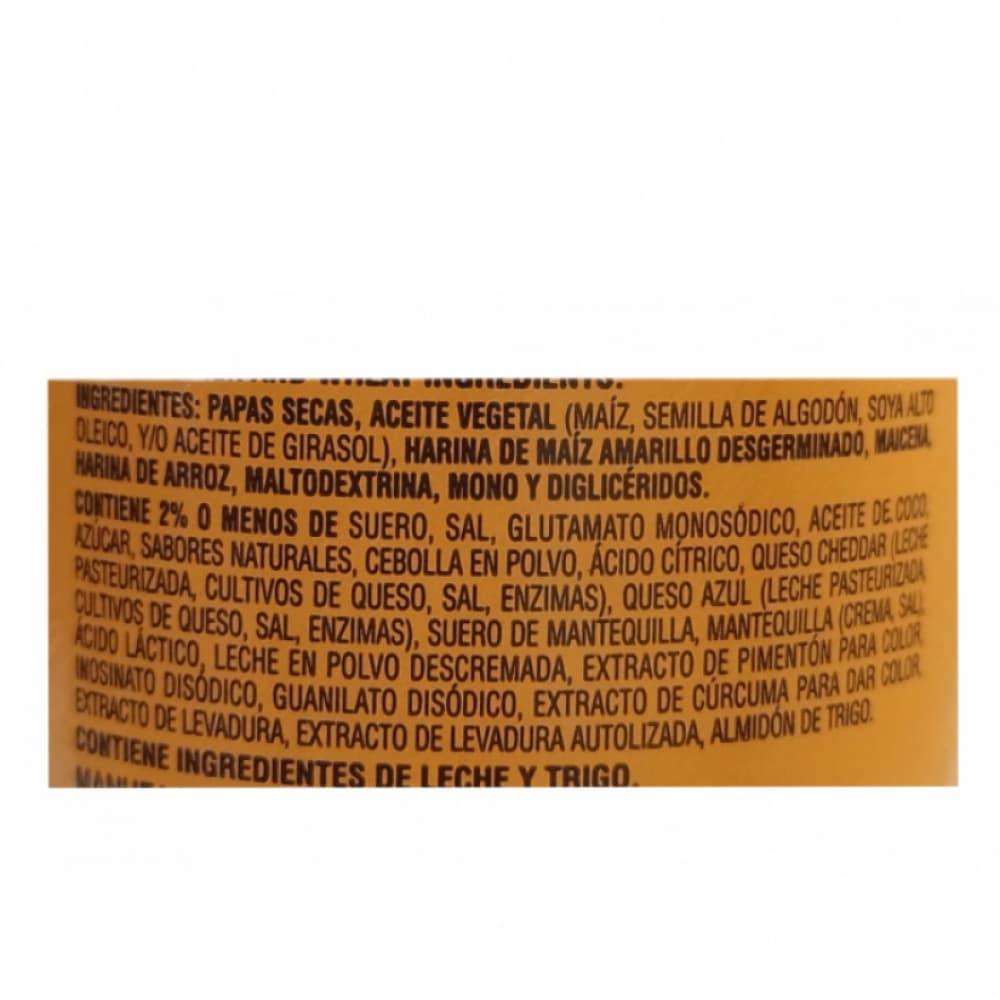 AND WHEAT INGREDIENTS.
INGREDIENTES: PAPAS SECAS, ACEITE VEGETAL (MAÍZ, SEMILLA DE ALGODÓN, SOYA ALTO
OLEICO, Y/O ACEITE DE GIRASOL), HARINA DE MAÍZ AMARILLO DESGERMINADO, MAICENA,
HARINA DE ARROZ, MALTODEXTRINA, MONO Y DIGLICÉRIDOS.
CONTIENE 2% O MENOS DE SUERO, SAL, GLUTAMATO MONOSÓDICO, ACEITE DE COCO,
AZÚCAR, SABORES NATURALES, CEBOLLA EN POLVO, ÁCIDO CÍTRICO, QUESO CHEDDAR (LECHE
PASTEURIZADA, CULTIVOS DE QUESO, SAL, ENZIMAS), QUESO AZUL (LECHE PASTEURIZADA,
CULTIVOS DE QUESO, SAL, ENZIMAS), SUERO DE MANTEQUILLA, MANTEQUILLA (CREMA, SAL),
ÁCIDO LÁCTICO, LECHE EN POLVO DESCREMADA, EXTRACTO DE PIMENTÓN PARA COLOR,
INOSINATO DISÓDICO, GUANILATO DISÓDICO, EXTRACTO DE CÚRCUMA PARA DAR COLOR,
EXTRACTO DE LEVADURA, EXTRACTO DE LEVADURA AUTOLIZADA, ALMIDÓN DE TRIGO.
CONTIENE INGREDIENTES DE LECHE Y TRIGO.